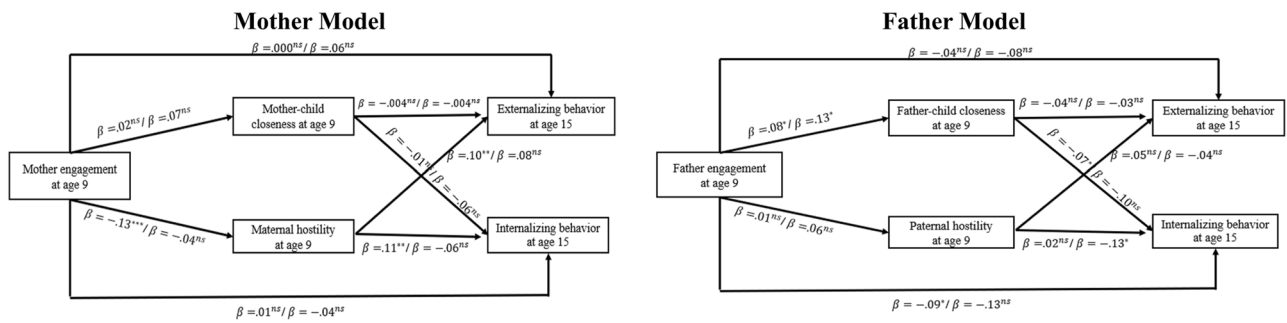 Mother Model
β =.000ⁿˢ/ β =.06ⁿˢ
Mother-child
closeness at age 9
β = −.004ⁿˢ/ β = −.004ⁿˢ
Externalizing behavior
at age 15
β =.02ⁿˢ/ β =.07ⁿˢ
β = −.01ⁿˢ/ β = −.06ⁿˢ
β =.10**/ β =.08ⁿˢ
Mother engagement
at age 9
β = −.13***/ β = −.04ⁿˢ
Maternal hostility
at age 9
β =.11**/ β = −.06ⁿˢ
Internalizing behavior
at age 15
β =.01ⁿˢ/ β = −.04ⁿˢ
Father Model
β = −.04ⁿˢ/ β = −.08ⁿˢ
Father-child closeness
at age 9
β = −.04ⁿˢ/ β = −.03ⁿˢ
Externalizing behavior
at age 15
β =.08*/ β =.13*
β = −.07*/ β = −.10ⁿˢ
β =.05ⁿˢ/ β = −.04ⁿˢ
Father engagement
at age 9
β =.01ⁿˢ/ β =.06ⁿˢ
Paternal hostility
at age 9
β =.02ⁿˢ/ β = −.13*
Internalizing behavior
at age 15
β = −.09*/ β = −.13ⁿˢ